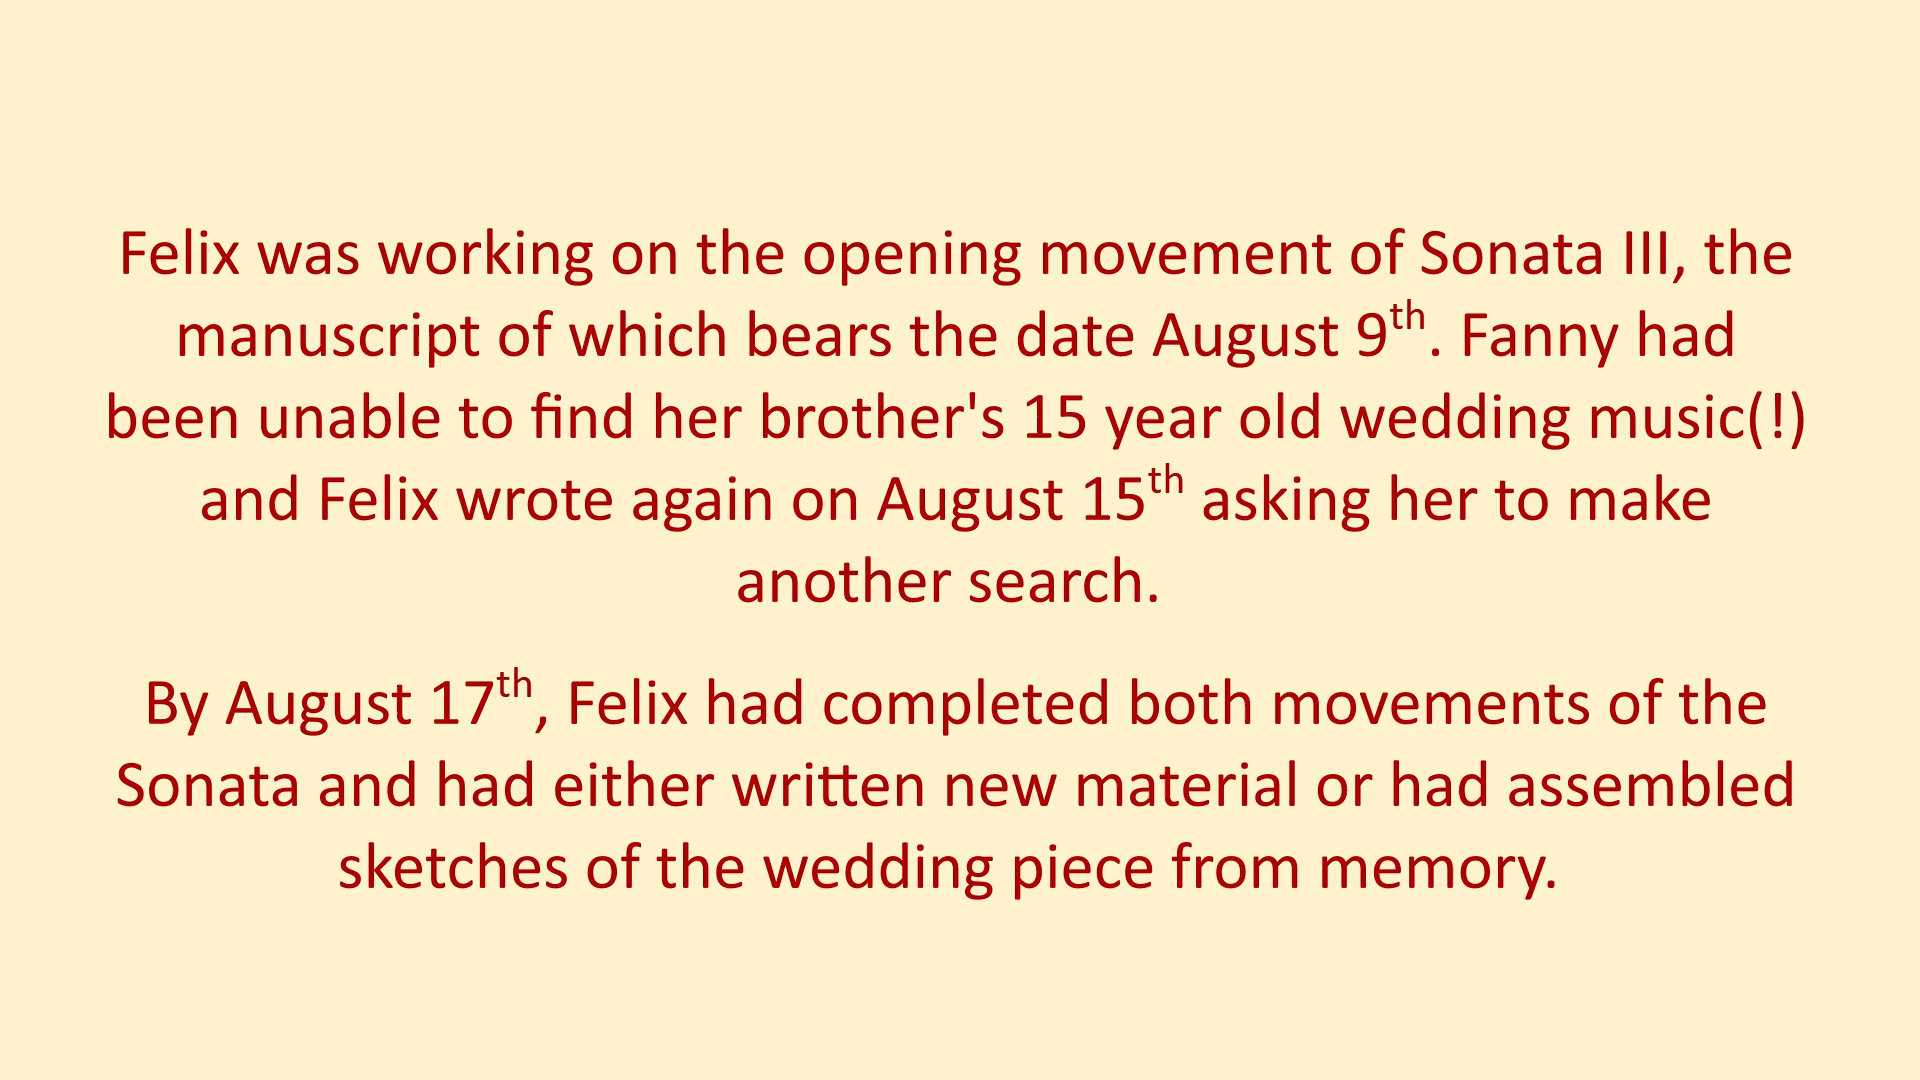 Felix was working on the opening movement of Sonata III, the
manuscript of which bears the date August 9th. Fanny had
been unable to find her brother's 15 year old wedding music(!)
and Felix wrote again on August 15th asking her to make
another search.
By August 17th, Felix had completed both movements of the
Sonata and had either written new material or had assembled
sketches of the wedding piece from memory.